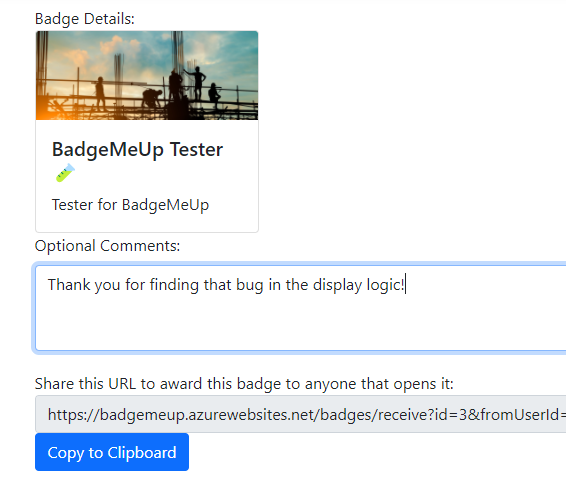 Badge Details:
BadgeMeUp Tester
🧪
Tester for BadgeMeUp
Optional Comments:
Thank you for finding that bug in the display logic!
Share this URL to award this badge to anyone that opens it:
https://badgemeup.azurewebsites.net/badges/receive?id=3&fromUserId=
Copy to Clipboard